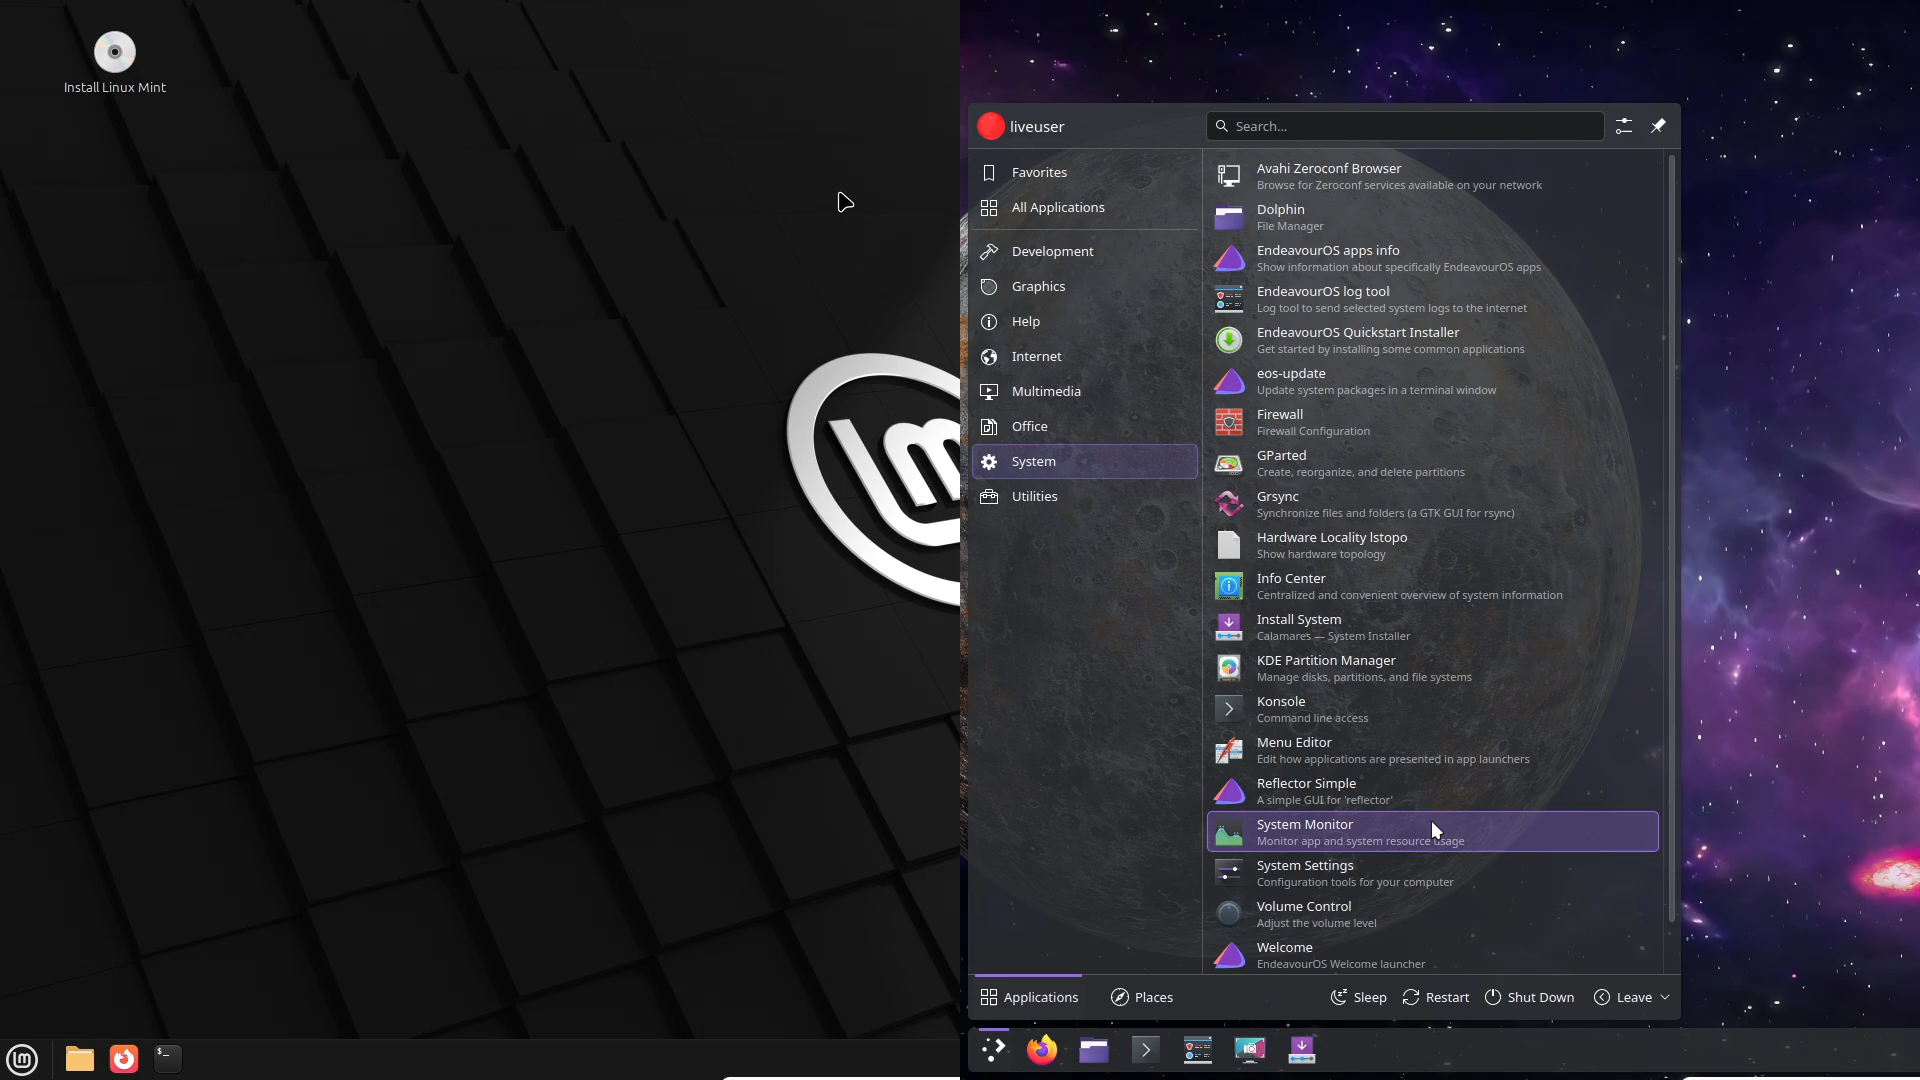 Install Linux Mint
lm
liveuser
Search...
Favorites
All Applications
Development
Graphics
Help
Internet
Multimedia
Office
System
Utilities
Avahi Zeroconf Browser
Browse for Zeroconf services available on your network
Dolphin
File Manager
EndeavourOS apps info
Show information about specifically EndeavourOS apps
EndeavourOS log tool
Log tool to send selected system logs to the internet
EndeavourOS Quickstart Installer
Get started by installing some common applications
eos-update
Update system packages in a terminal window
Firewall
Firewall Configuration
GParted
Create, reorganize, and delete partitions
Grsync
Synchronize files and folders (a GTK GUI for rsync)
Hardware Locality lstopo
Show hardware topology
Info Center
Centralized and convenient overview of system information
Install System
Calamares — System Installer
KDE Partition Manager
Manage disks, partitions, and file systems
Konsole
Command line access
Menu Editor
Edit how applications are presented in app launchers
Reflector Simple
A simple GUI for 'reflector'
System Monitor
Monitor app and system resource usage
System Settings
Configuration tools for your computer
Volume Control
Adjust the volume level
Welcome
EndeavourOS Welcome launcher
Applications
Places
Sleep
Restart
Shut Down
Leave
lm
$_